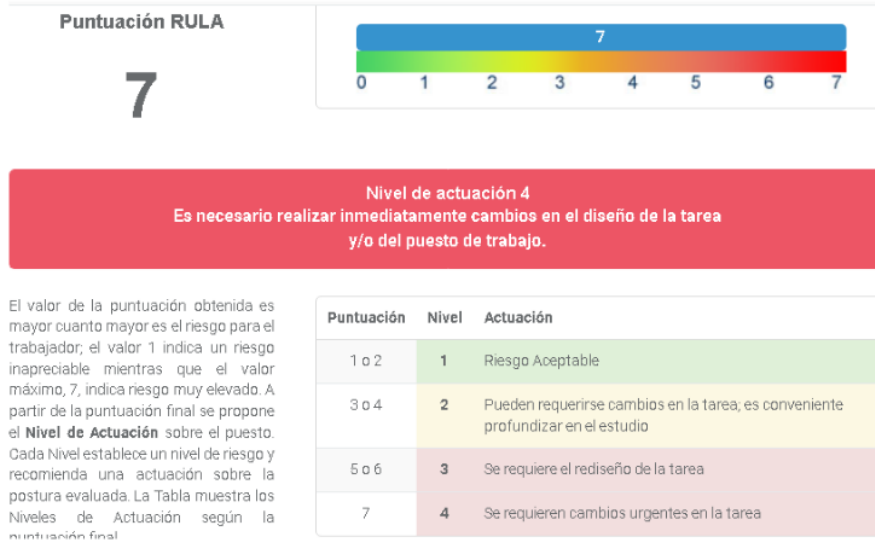 Puntuación RULA
7
7
0 1 2 3 4 5 6 7
Nivel de actuación 4
Es necesario realizar inmediatamente cambios en el diseño de la tarea
y/o del puesto de trabajo.
El valor de la puntuación obtenida es
mayor cuanto mayor es el riesgo para el
trabajador; el valor 1 indica un riesgo
inapreciable mientras que el valor
máximo, 7, indica riesgo muy elevado. A
partir de la puntuación final se propone
el Nivel de Actuación sobre el puesto.
Cada Nivel establece un nivel de riesgo y
recomienda una actuación sobre la
postura evaluada. La Tabla muestra los
Niveles de Actuación según la
puntuación final
Puntuación Nivel Actuación
1 o 2 1 Riesgo Aceptable
3 o 4 2 Pueden requerirse cambios en la tarea; es conveniente
profundizar en el estudio
5 o 6 3 Se requiere el rediseño de la tarea
7 4 Se requieren cambios urgentes en la tarea